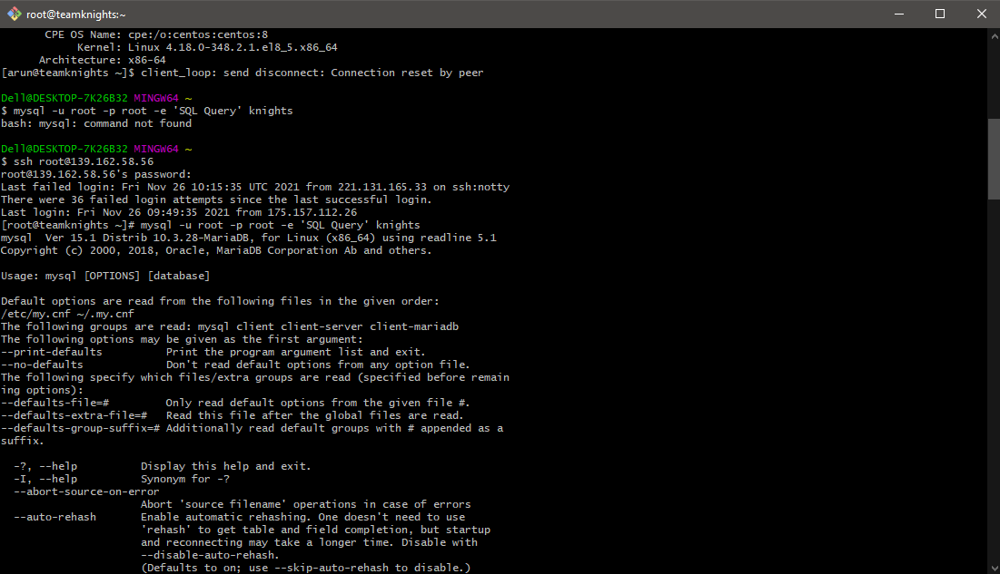 root@teamknights:~
CPE OS Name: cpe:/o:centos:centos:8
Kernel: Linux 4.18.0-348.2.1.el8_5.x86_64
Architecture: x86-64
[arun@teamknights ~]$ client_loop: send disconnect: Connection reset by peer
Dell@DESKTOP-7K26B32 MINGW64 ~
$ mysql -u root -p root -e 'SQL Query' knights
bash: mysql: command not found
Dell@DESKTOP-7K26B32 MINGW64 ~
$ ssh root@139.162.58.56
root@139.162.58.56's password:
Last failed login: Fri Nov 26 10:15:35 UTC 2021 from 221.131.165.33 on ssh:notty
There were 36 failed login attempts since the last successful login.
Last login: Fri Nov 26 09:49:35 2021 from 175.157.112.26
[root@teamknights ~]# mysql -u root -p root -e 'SQL Query' knights
mysql  Ver 15.1 Distrib 10.3.28-MariaDB, for Linux (x86_64) using readline 5.1
Copyright (c) 2000, 2018, Oracle, MariaDB Corporation Ab and others.
Usage: mysql [OPTIONS] [database]
Default options are read from the following files in the given order:
/etc/my.cnf ~/.my.cnf
The following groups are read: mysql client client-server client-mariadb
The following options may be given as the first argument:
--print-defaults          Print the program argument list and exit.
--no-defaults             Don't read default options from any option file.
The following specify which files/extra groups are read (specified before remain
ing options):
--defaults-file=#         Only read default options from the given file #.
--defaults-extra-file=#   Read this file after the global files are read.
--defaults-group-suffix=# Additionally read default groups with # appended as a
suffix.
-?, --help          Display this help and exit.
-I, --help          Synonym for -?
--abort-source-on-error
Abort 'source filename' operations in case of errors
--auto-rehash       Enable automatic rehashing. One doesn't need to use
'rehash' to get table and field completion, but startup
and reconnecting may take a longer time. Disable with
--disable-auto-rehash.
(Defaults to on; use --skip-auto-rehash to disable.)